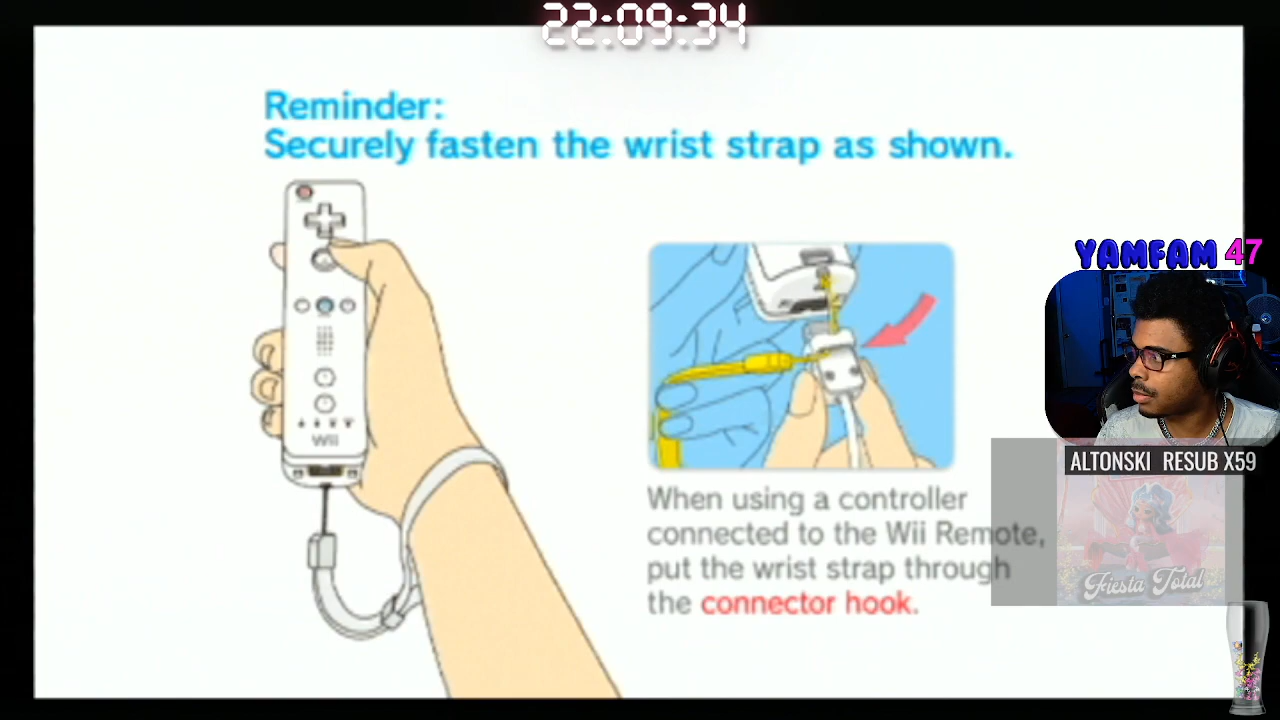 22:09:34
Reminder:
Securely fasten the wrist strap as shown.
Wii
YAMFAM 47
ALTONSKI RESUB X59
When using a controller
connected to the Wii Remote,
put the wrist strap through
the connector hook.
Fiesta Total